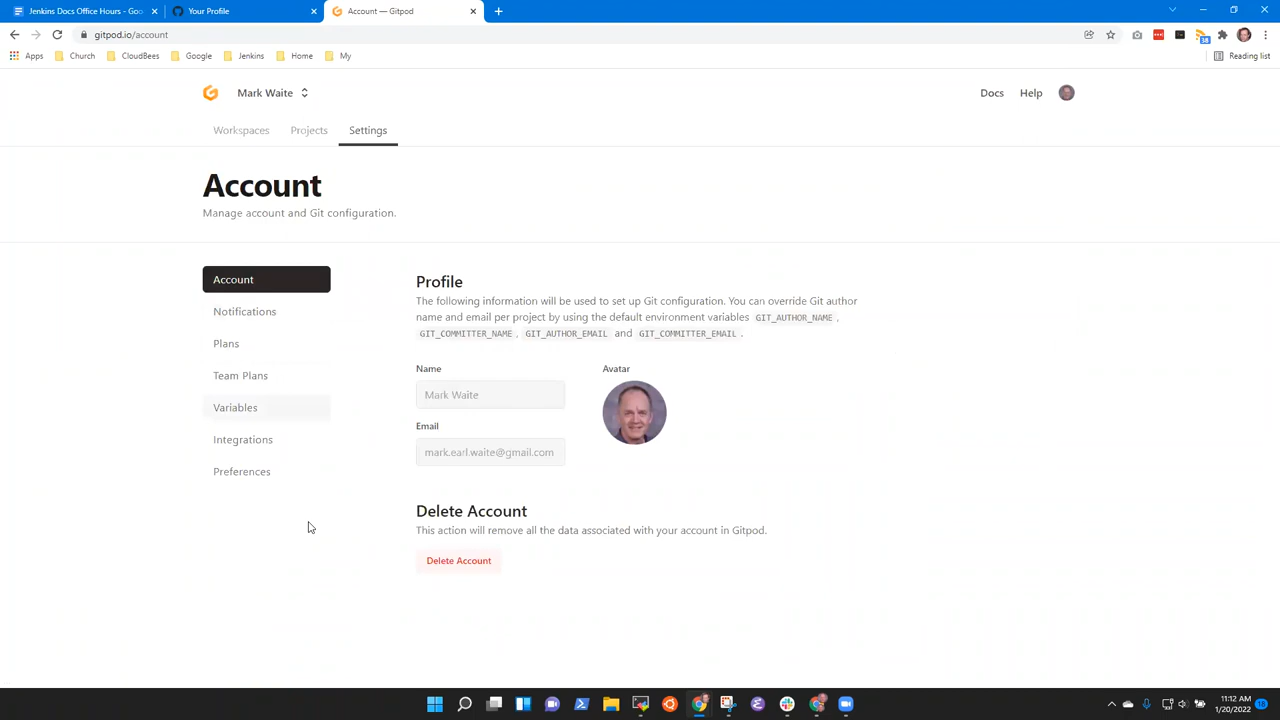 Jenkins Docs Office Hours - Goo
Your Profile
Account — Gitpod
gitpod.io/account
Apps
Church
CloudBees
Google
Jenkins
Home
My
Reading list
Mark Waite
Docs
Help
Workspaces
Projects
Settings
Account
Manage account and Git configuration.
Account
Notifications
Plans
Team Plans
Variables
Integrations
Preferences
Profile
The following information will be used to set up Git configuration. You can override Git author
name and email per project by using the default environment variables GIT_AUTHOR_NAME ,
GIT_COMMITTER_NAME , GIT_AUTHOR_EMAIL and GIT_COMMITTER_EMAIL .
Name
Avatar
Mark Waite
Email
mark.earl.waite@gmail.com
Delete Account
This action will remove all the data associated with your account in Gitpod.
Delete Account
11:12 AM
1/20/2022